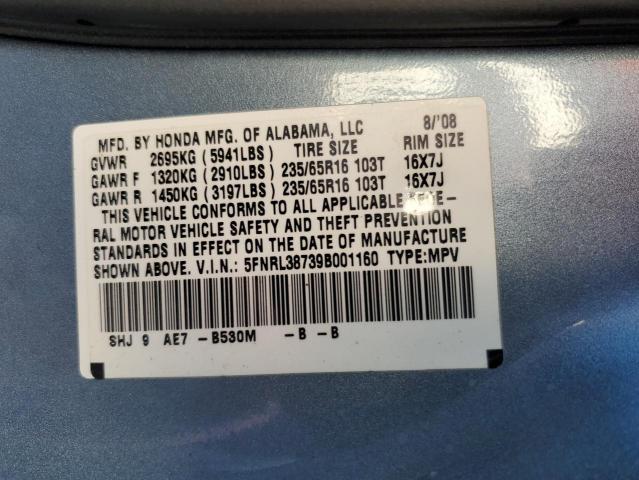 MFD. BY HONDA MFG. OF ALABAMA, LLC 8/'08
GVWR 2695KG (5941LBS) TIRE SIZE RIM SIZE
GAWR F 1320KG (2910LBS) 235/65R16 103T 16X7J
GAWR R 1450KG (3197LBS) 235/65R16 103T 16X7J
THIS VEHICLE CONFORMS TO ALL APPLICABLE FEDE-
RAL MOTOR VEHICLE SAFETY AND THEFT PREVENTION
STANDARDS IN EFFECT ON THE DATE OF MANUFACTURE
SHOWN ABOVE. V.I.N.: 5FNRL38739B001160 TYPE:MPV
SHJ 9 AE7 -B530M -B -B